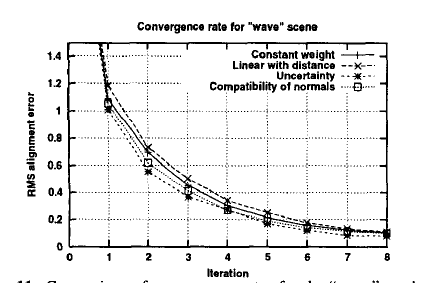 Convergence rate for "wave" scene
Constant weight
Linear with distance
Uncertainty
Compatibility of normals
RMS alignment error
1.4
1.2
1
0.8
0.6
0.4
0.2
0
0 1 2 3 4 5 6 7 8
Iteration